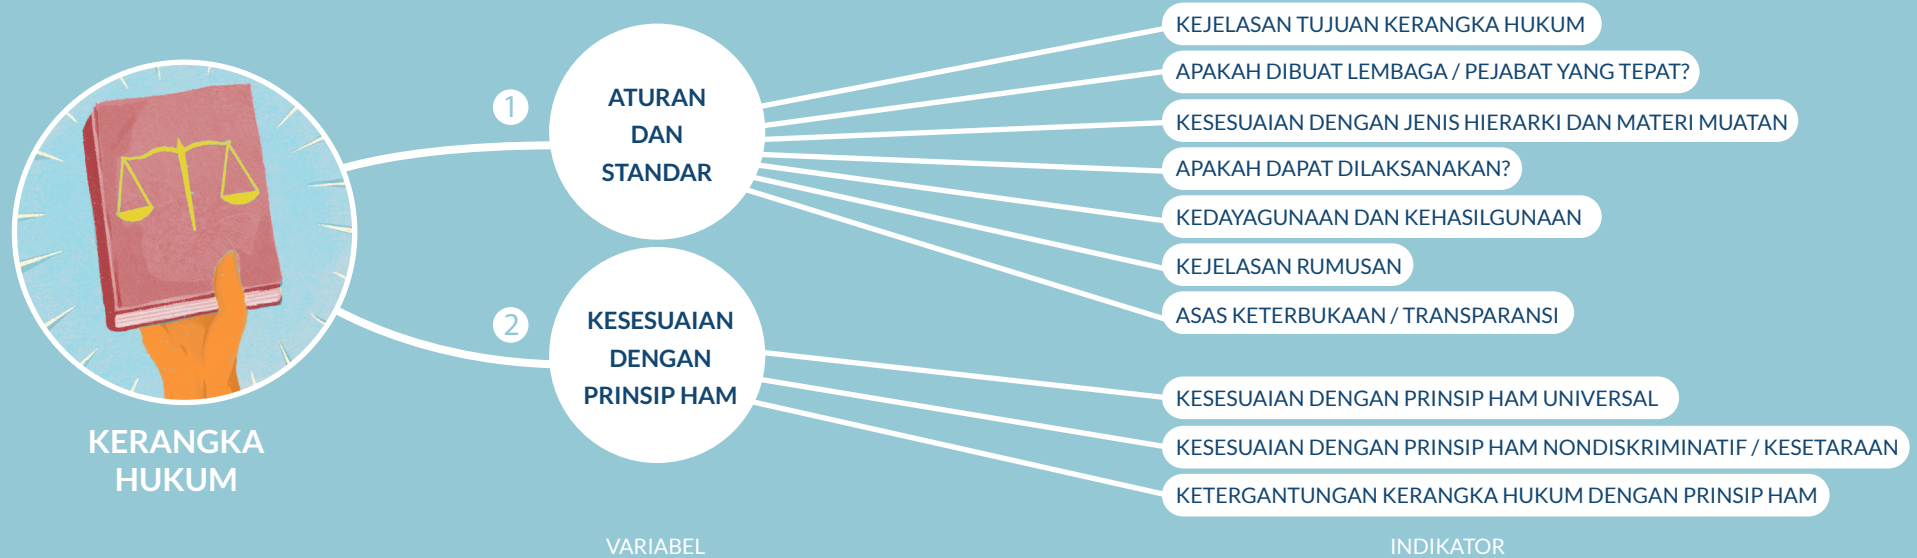 KERANGKA
HUKUM
1
ATURAN
DAN
STANDAR
KEJELASAN TUJUAN KERANGKA HUKUM
APAKAH DIBUAT LEMBAGA / PEJABAT YANG TEPAT?
KESESUAIAN DENGAN JENIS HIERARKI DAN MATERI MUATAN
APAKAH DAPAT DILAKSANAKAN?
KEDAYAGUNAAN DAN KEHASILGUNAAN
KEJELASAN RUMUSAN
ASAS KETERBUKAAN / TRANSPARANSI
2
KESESUAIAN
DENGAN
PRINSIP HAM
KESESUAIAN DENGAN PRINSIP HAM UNIVERSAL
KESESUAIAN DENGAN PRINSIP HAM NONDISKRIMINATIF / KESETARAAN
KETERGANTUNGAN KERANGKA HUKUM DENGAN PRINSIP HAM
VARIABEL
INDIKATOR